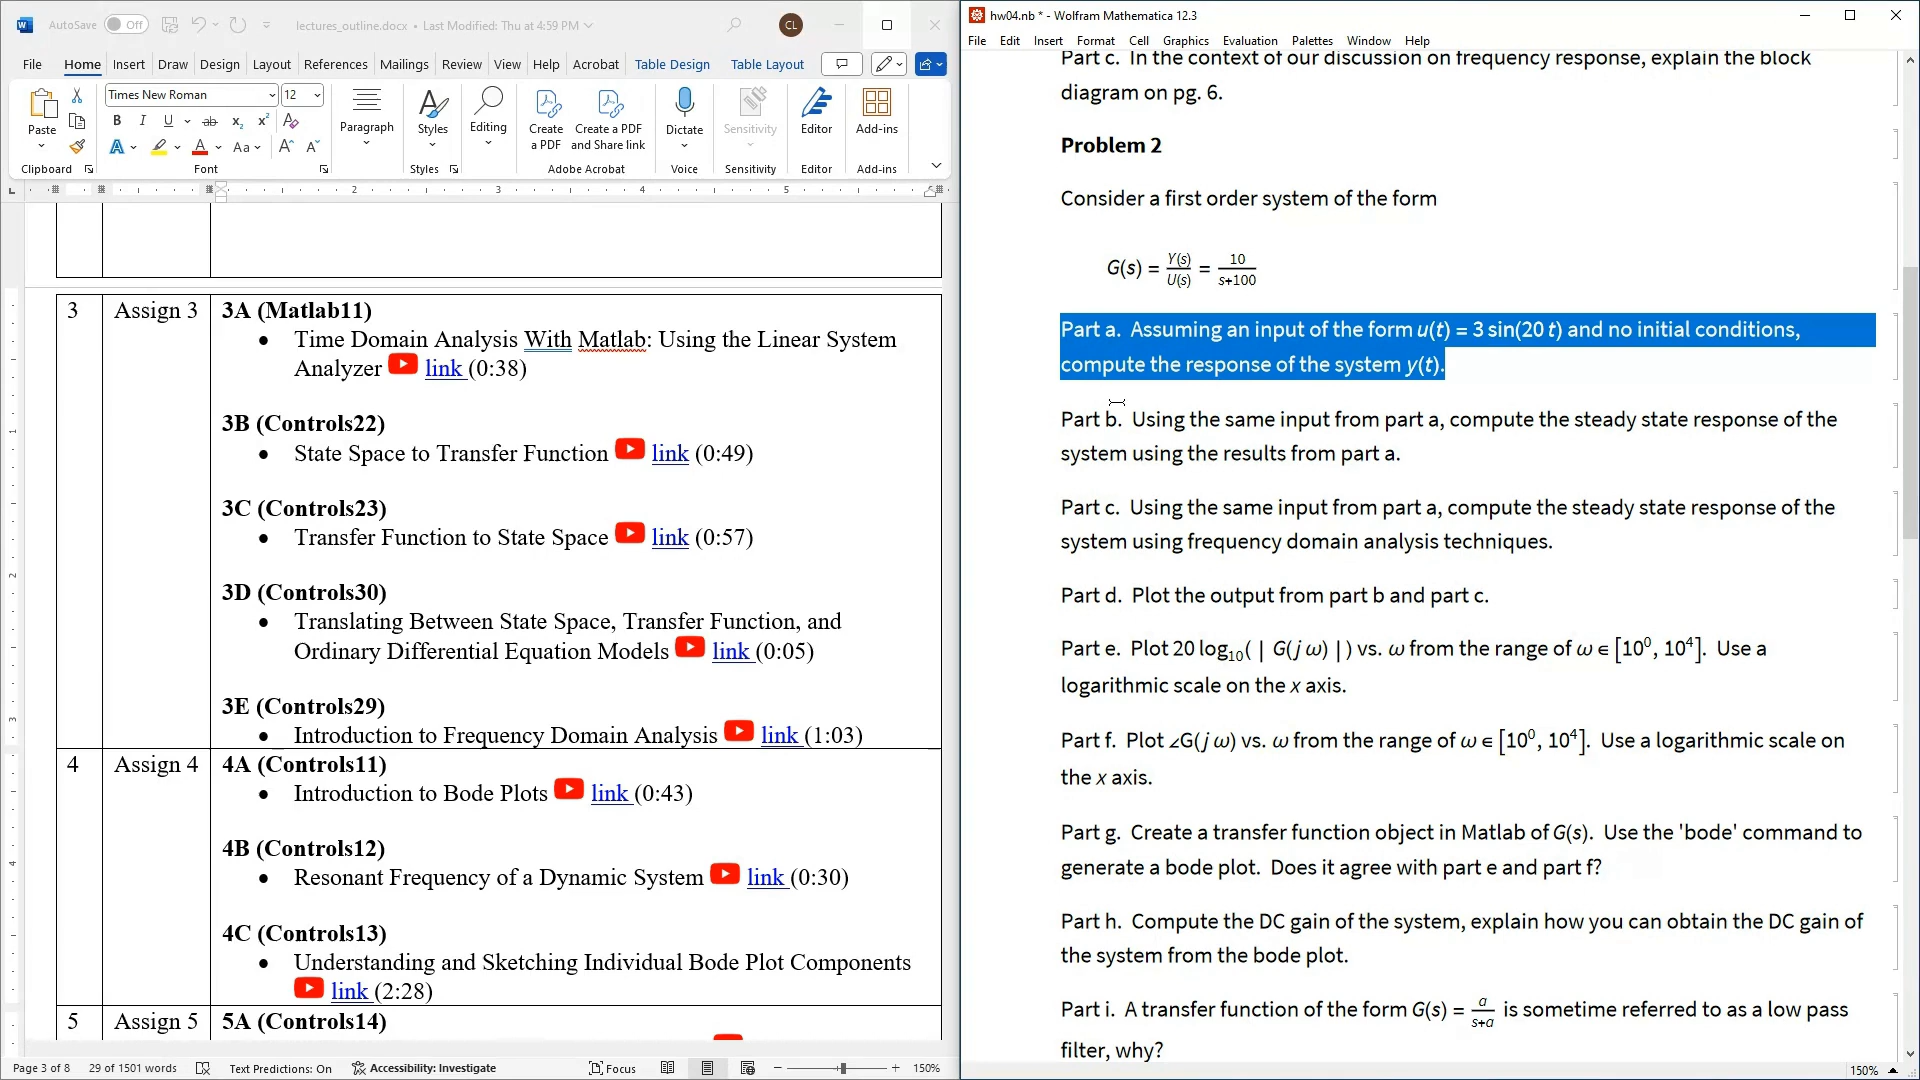 AutoSave Off lectures_outline.docx • Last Modified: Thu at 4:59 PM CL
File Home Insert Draw Design Layout References Mailings Review View Help Acrobat Table Design Table Layout
Times New Roman 12
Paste Paragraph Styles Editing Create a PDF Create a PDF and Share link Dictate Sensitivity Editor Add-ins
Clipboard Font Styles Adobe Acrobat Voice Sensitivity Editor Add-ins
3 Assign 3 3A (Matlab11)
• Time Domain Analysis With Matlab: Using the Linear System
Analyzer link (0:38)
3B (Controls22)
• State Space to Transfer Function link (0:49)
3C (Controls23)
• Transfer Function to State Space link (0:57)
3D (Controls30)
• Translating Between State Space, Transfer Function, and
Ordinary Differential Equation Models link (0:05)
3E (Controls29)
• Introduction to Frequency Domain Analysis link (1:03)
4 Assign 4 4A (Controls11)
• Introduction to Bode Plots link (0:43)
4B (Controls12)
• Resonant Frequency of a Dynamic System link (0:30)
4C (Controls13)
• Understanding and Sketching Individual Bode Plot Components
link (2:28)
5 Assign 5 5A (Controls14)
Page 3 of 8 29 of 1501 words Text Predictions: On Accessibility: Investigate Focus 150%
hw04.nb * - Wolfram Mathematica 12.3
File Edit Insert Format Cell Graphics Evaluation Palettes Window Help
Part c. In the context of our discussion on frequency response, explain the block
diagram on pg. 6.
Problem 2
Consider a first order system of the form
G(s) = Y(s)/U(s) = 10/(s+100)
Part a. Assuming an input of the form u(t) = 3 sin(20 t) and no initial conditions,
compute the response of the system y(t).
Part b. Using the same input from part a, compute the steady state response of the
system using the results from part a.
Part c. Using the same input from part a, compute the steady state response of the
system using frequency domain analysis techniques.
Part d. Plot the output from part b and part c.
Part e. Plot 20 log₁₀( | G(j ω) | ) vs. ω from the range of ω ∈ [10⁰, 10⁴]. Use a
logarithmic scale on the x axis.
Part f. Plot ∠G(j ω) vs. ω from the range of ω ∈ [10⁰, 10⁴]. Use a logarithmic scale on
the x axis.
Part g. Create a transfer function object in Matlab of G(s). Use the 'bode' command to
generate a bode plot. Does it agree with part e and part f?
Part h. Compute the DC gain of the system, explain how you can obtain the DC gain of
the system from the bode plot.
Part i. A transfer function of the form G(s) = a/(s+a) is sometime referred to as a low pass
filter, why?
150%